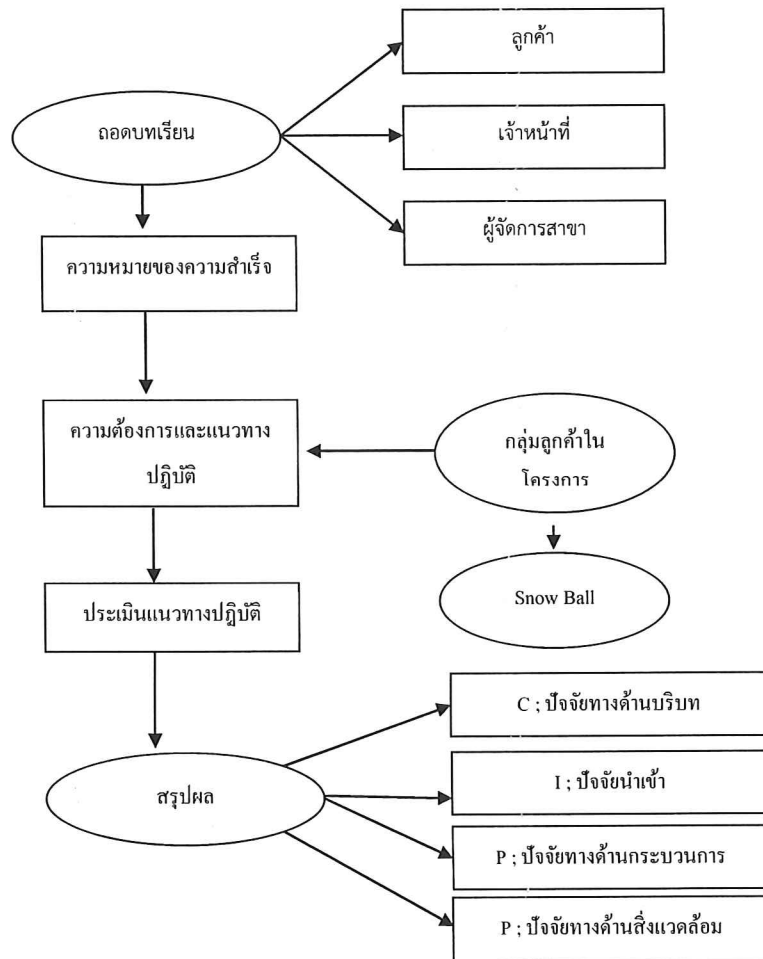 ลูกค้า
ถอดบทเรียน
เจ้าหน้าที่
ผู้จัดการสาขา
ความหมายของความสำเร็จ
ความต้องการและแนวทาง
ปฏิบัติ
กลุ่มลูกค้าใน
โครงการ
ประเมินแนวทางปฏิบัติ
Snow Ball
C ; ปัจจัยทางด้านบริบท
สรุปผล
I ; ปัจจัยนำเข้า
P ; ปัจจัยทางด้านกระบวนการ
P ; ปัจจัยทางด้านสิ่งแวดล้อม